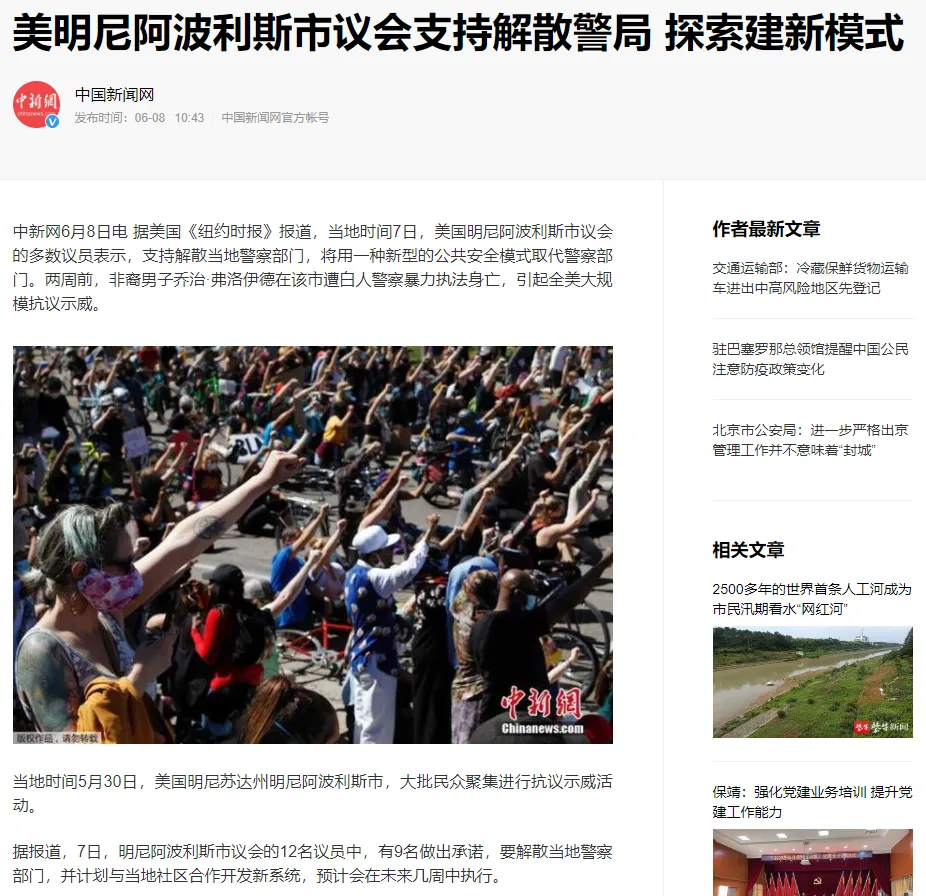 美明尼阿波利斯市议会支持解散警局 探索建新模式
中新網
chinanews.com
中国新闻网
发布时间：06-08 10:43 中国新闻网官方帐号
中新网6月8日电 据美国《纽约时报》报道，当地时间7日，美国明尼阿波利斯市议会
的多数议员表示，支持解散当地警察部门，将用一种新型的公共安全模式取代警察部
门。两周前，非裔男子乔治·弗洛伊德在该市遭白人警察暴力执法身亡，引起全美大规
模抗议示威。
中新網
Chinanews.com
版权作品，请勿转载
当地时间5月30日，美国明尼苏达州明尼阿波利斯市，大批民众聚集进行抗议示威活
动。
据报道，7日，明尼阿波利斯市议会的12名议员中，有9名做出承诺，要解散当地警察
部门，并计划与当地社区合作开发新系统，预计会在未来几周中执行。
作者最新文章
交通运输部：冷藏保鲜货物运输
车进出中高风险地区先登记
驻巴塞罗那总领馆提醒中国公民
注意防疫政策变化
北京市公安局：进一步严格出京
管理工作并不意味着“封城”
相关文章
2500多年的世界首条人工河成为
市民汛期看水“网红河”
紫牛新闻
保靖：强化党建业务培训 提升党
建工作能力